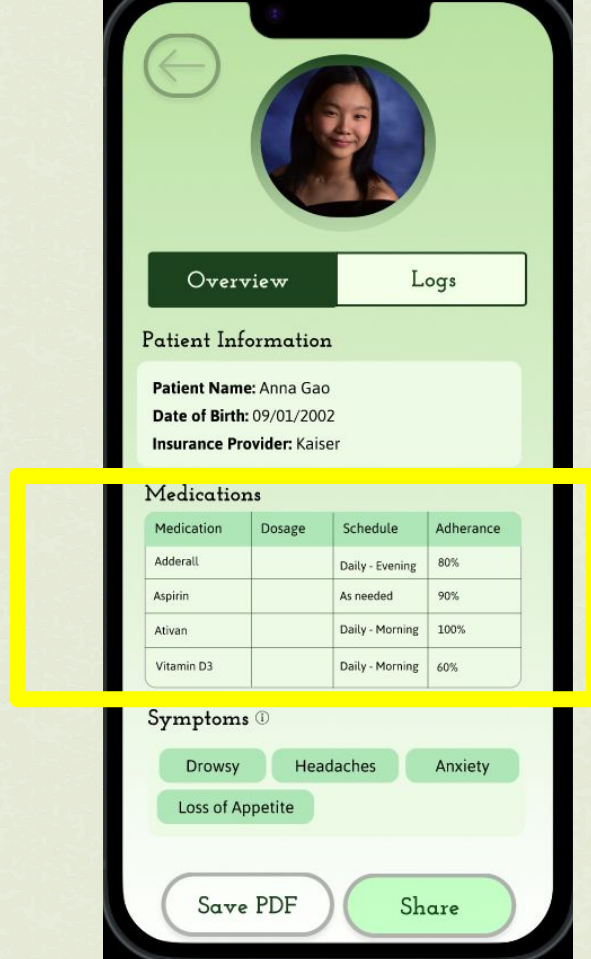 Overview Logs
Patient Information
Patient Name: Anna Gao
Date of Birth: 09/01/2002
Insurance Provider: Kaiser
Medications
Medication Dosage Schedule Adherance
Adderall Daily - Evening 80%
Aspirin As needed 90%
Ativan Daily - Morning 100%
Vitamin D3 Daily - Morning 60%
Symptoms ⓘ
Drowsy Headaches Anxiety
Loss of Appetite
Save PDF Share